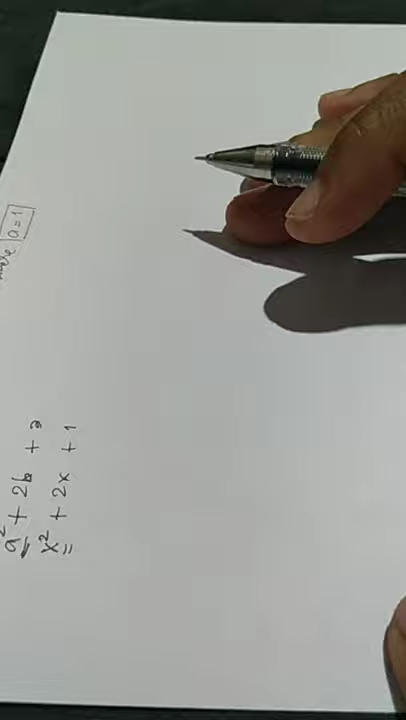 a = 1
a² + 2b + 3
x² + 2x + 1